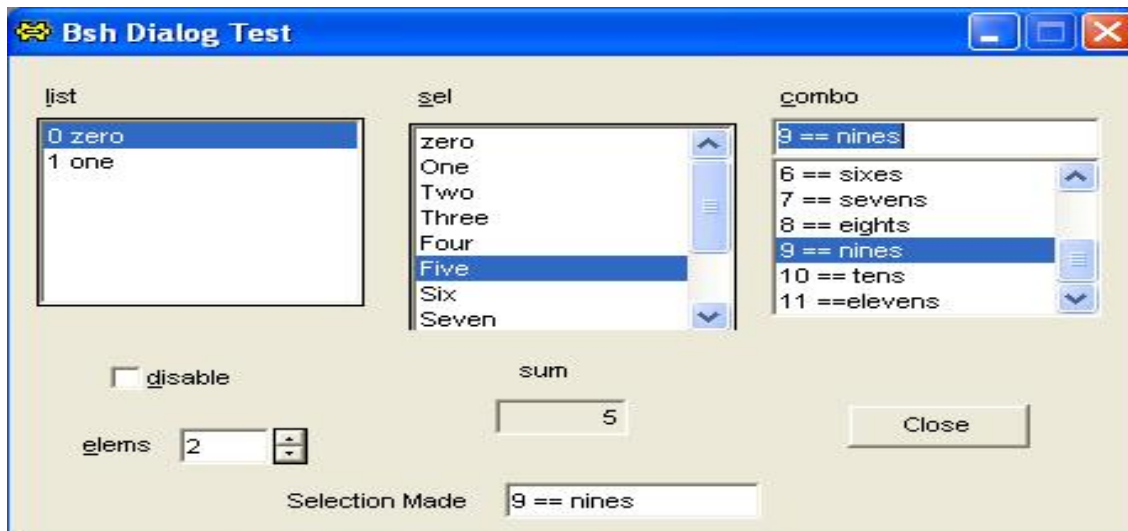 Bsh Dialog Test
list
0 zero
1 one
sel
zero
One
Two
Three
Four
Five
Six
Seven
combo
9 == nines
6 == sixes
7 == sevens
8 == eights
9 == nines
10 == tens
11 ==elevens
disable
elems 2
sum
5
Close
Selection Made 9 == nines